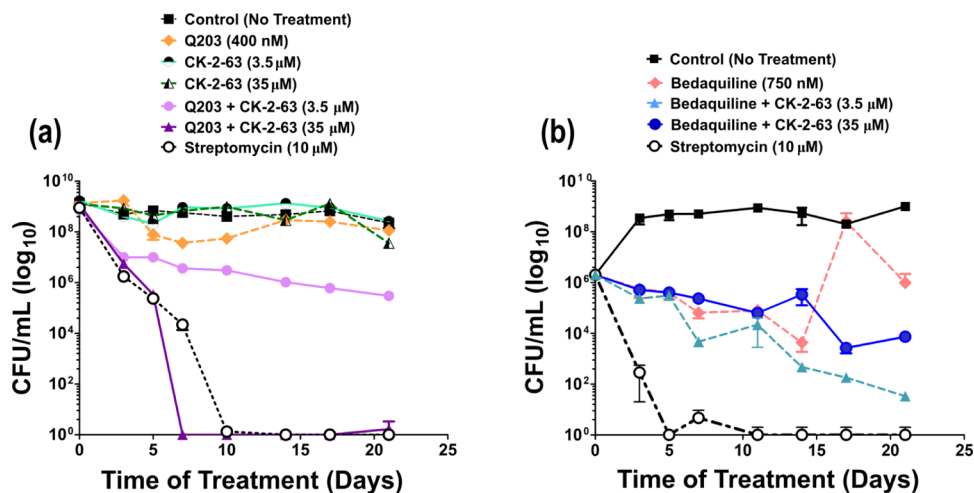 Control (No Treatment)
Q203 (400 nM)
CK-2-63 (3.5 μM)
CK-2-63 (35μM)
Q203 + CK-2-63 (3.5 μM)
Q203 + CK-2-63 (35 μM)
Streptomycin (10 μM)
(a)
CFU/mL (log10)
10^10
10^8
10^6
10^4
10^2
10^0
0 5 10 15 20 25
Time of Treatment (Days)
Control (No Treatment)
Bedaquiline (750 nM)
Bedaquiline + CK-2-63 (3.5 μM)
Bedaquiline + CK-2-63 (35 μM)
Streptomycin (10 μM)
(b)
CFU/mL (log10)
10^10
10^8
10^6
10^4
10^2
10^0
0 5 10 15 20 25
Time of Treatment (Days)